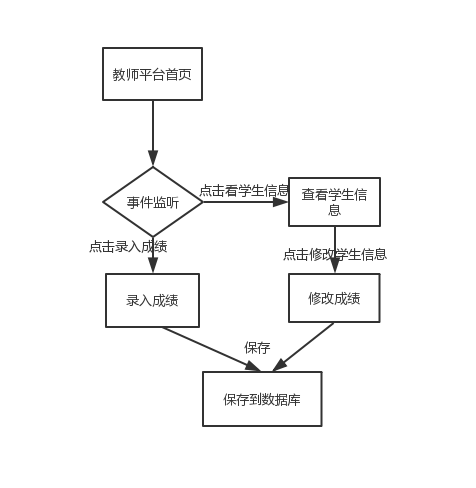 教师平台首页
点击看学生信息
事件监听
查看学生信
息
点击录入成绩
点击修改学生信息
录入成绩
修改成绩
保存
保存到数据库